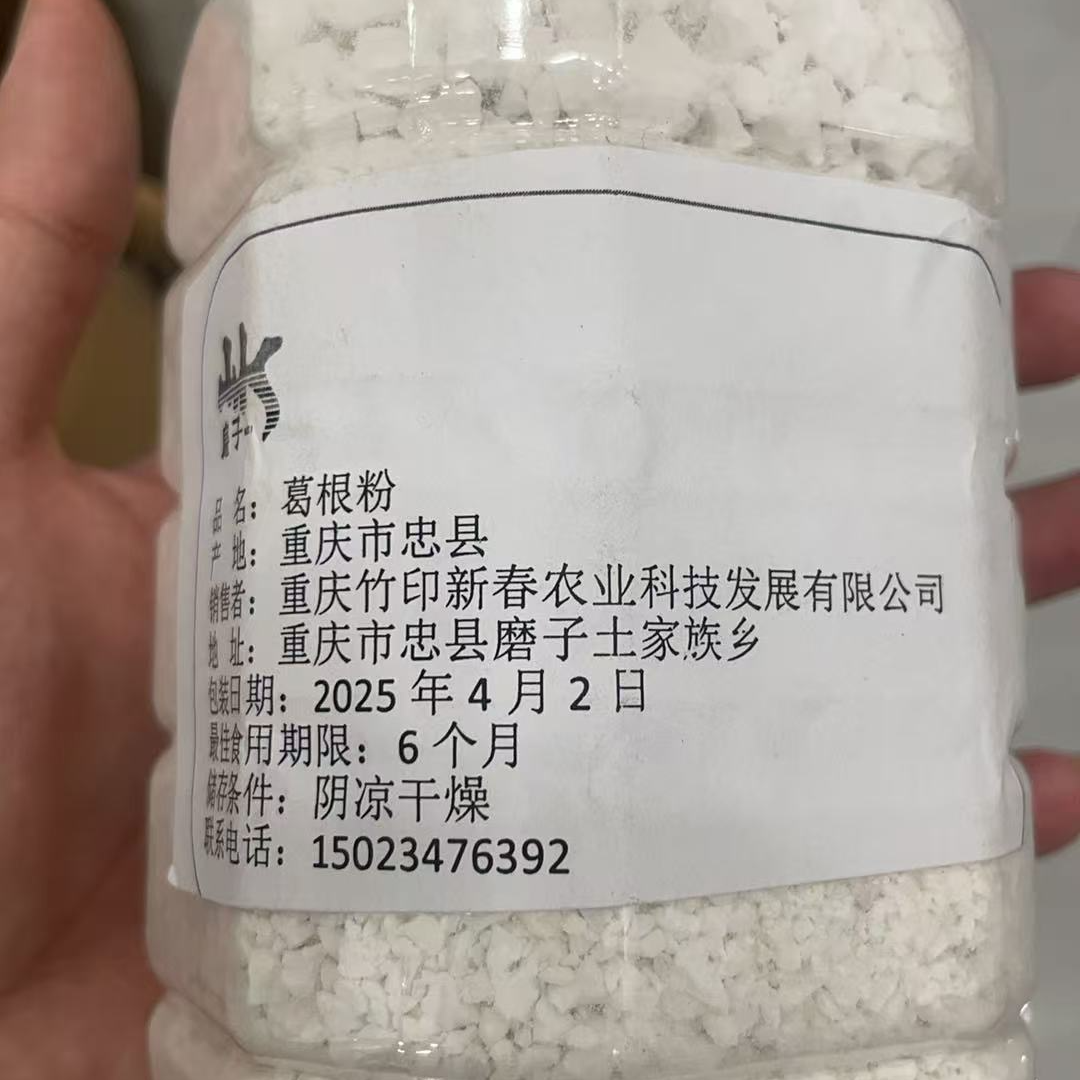 磨子
品 名：葛根粉
产 地：重庆市忠县
销售者：重庆竹印新春农业科技发展有限公司
地 址：重庆市忠县磨子土家族乡
包装日期：2025 年 4 月 2 日
最佳食用期限：6 个月
储存条件：阴凉干燥
联系电话：15023476392